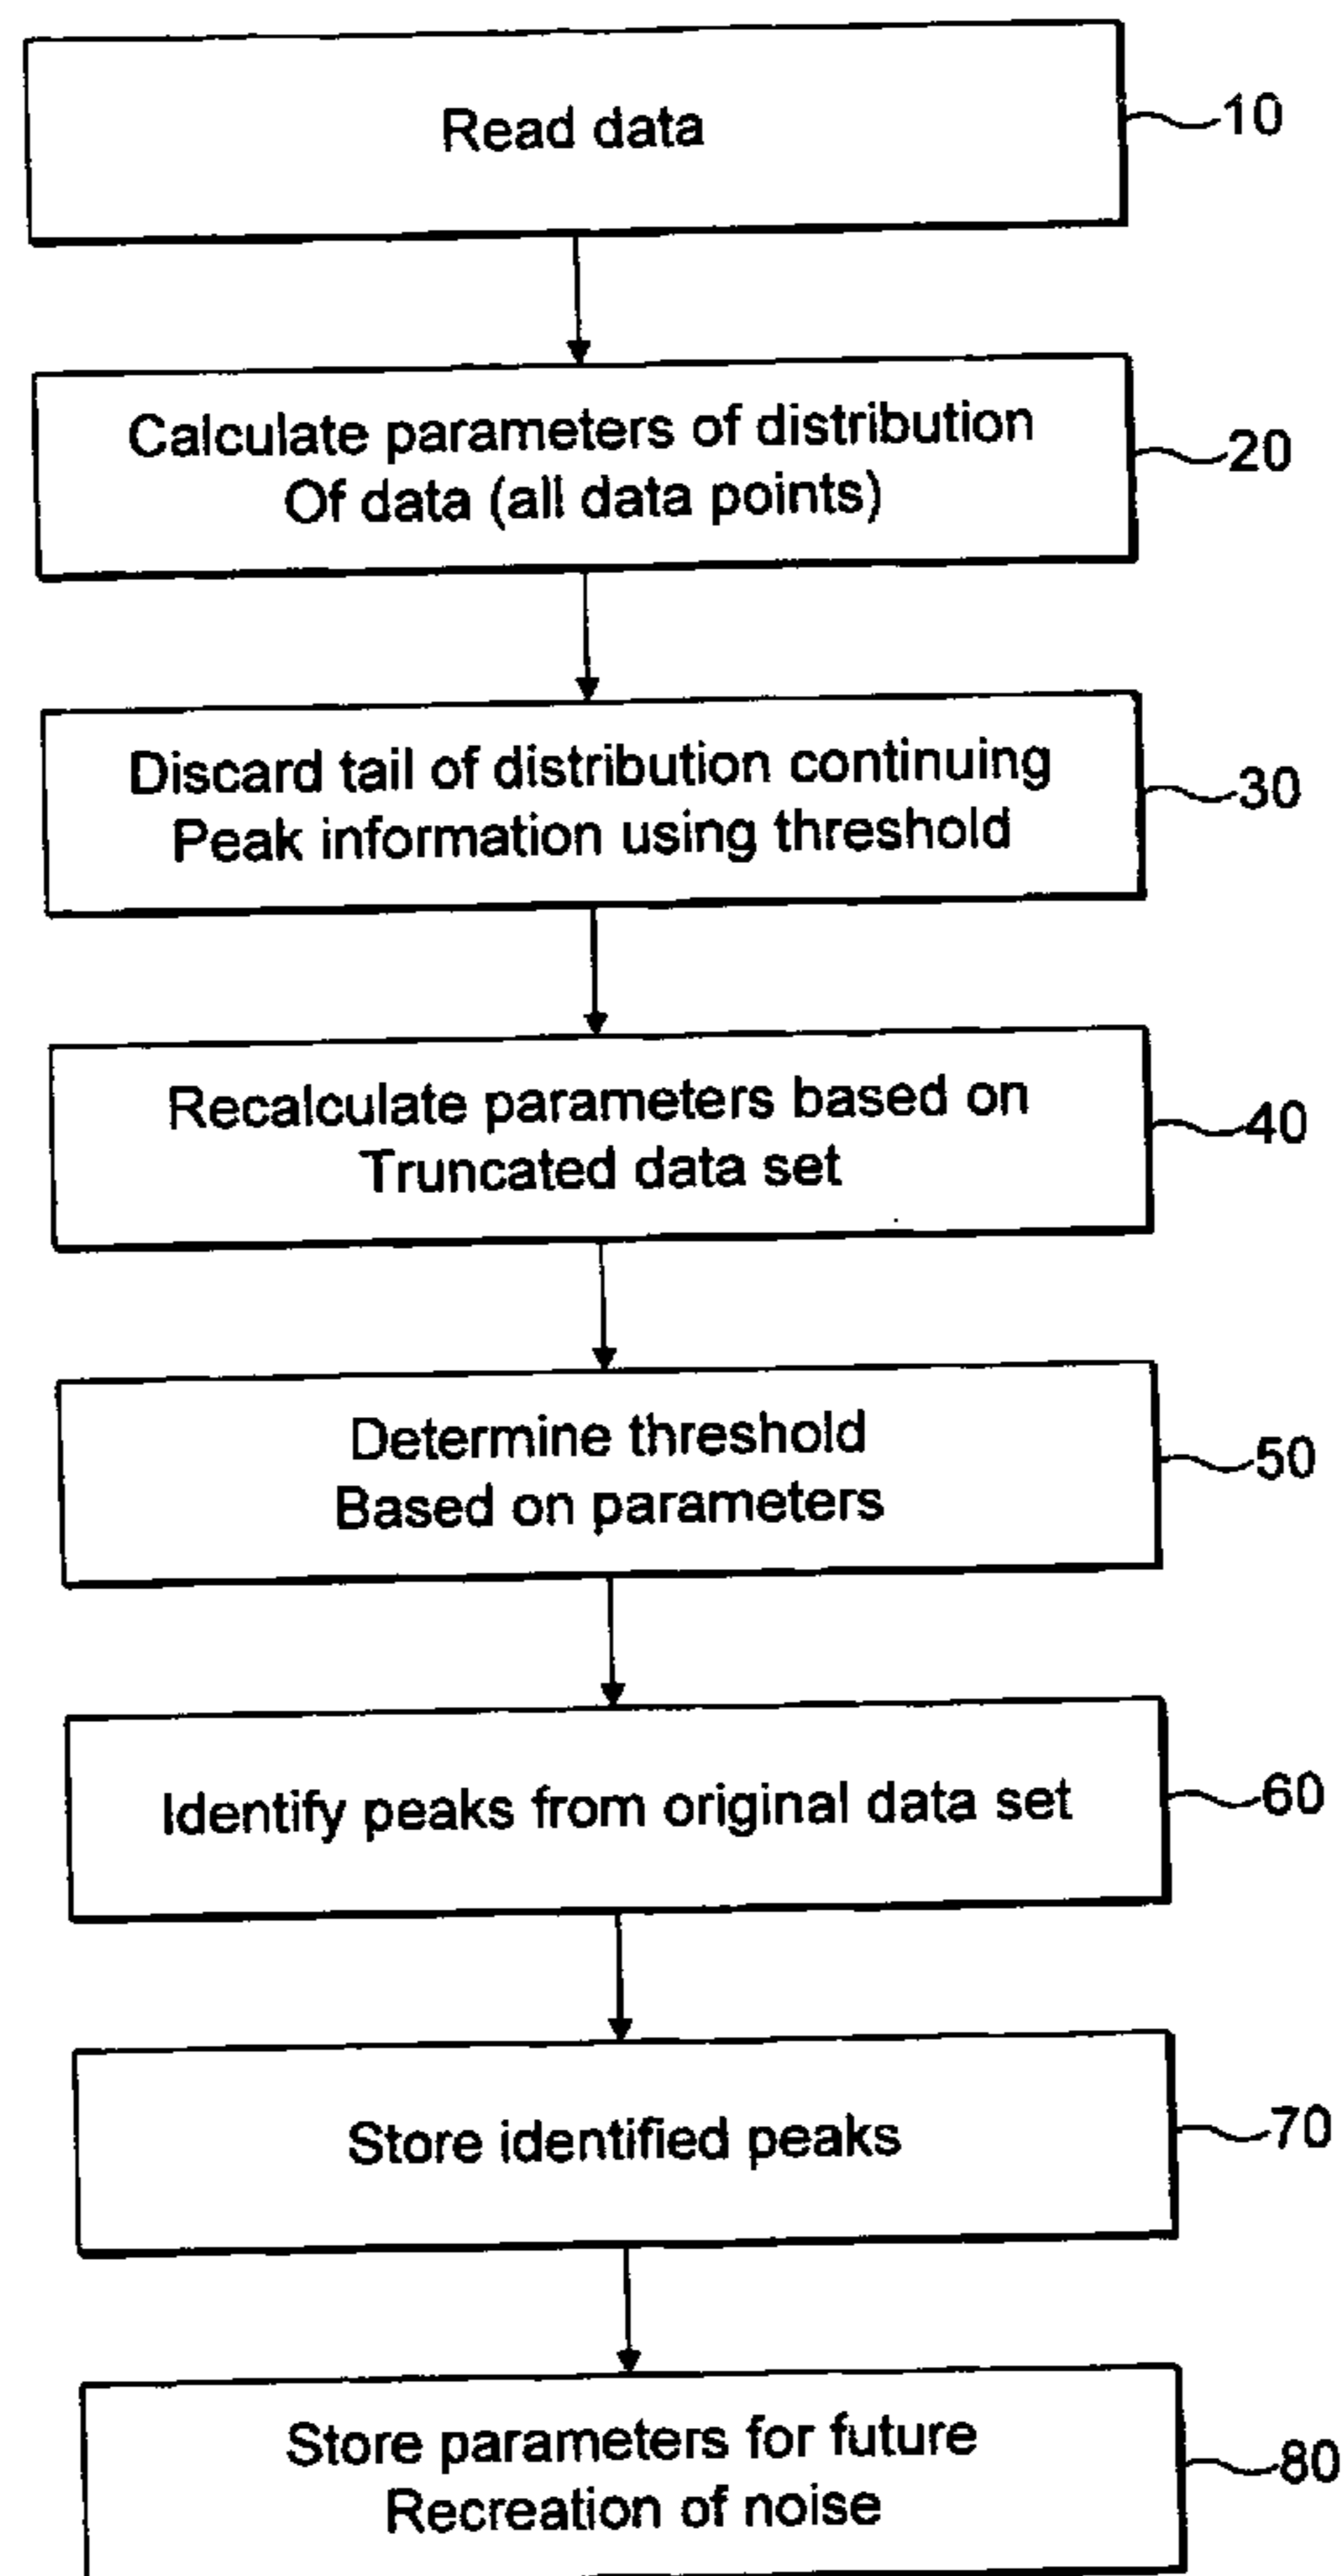 Read data
10
Calculate parameters of distribution
Of data (all data points)
20
Discard tail of distribution continuing
Peak information using threshold
30
Recalculate parameters based on
Truncated data set
40
Determine threshold
Based on parameters
50
Identify peaks from original data set
60
Store identified peaks
70
Store parameters for future
Recreation of noise
80